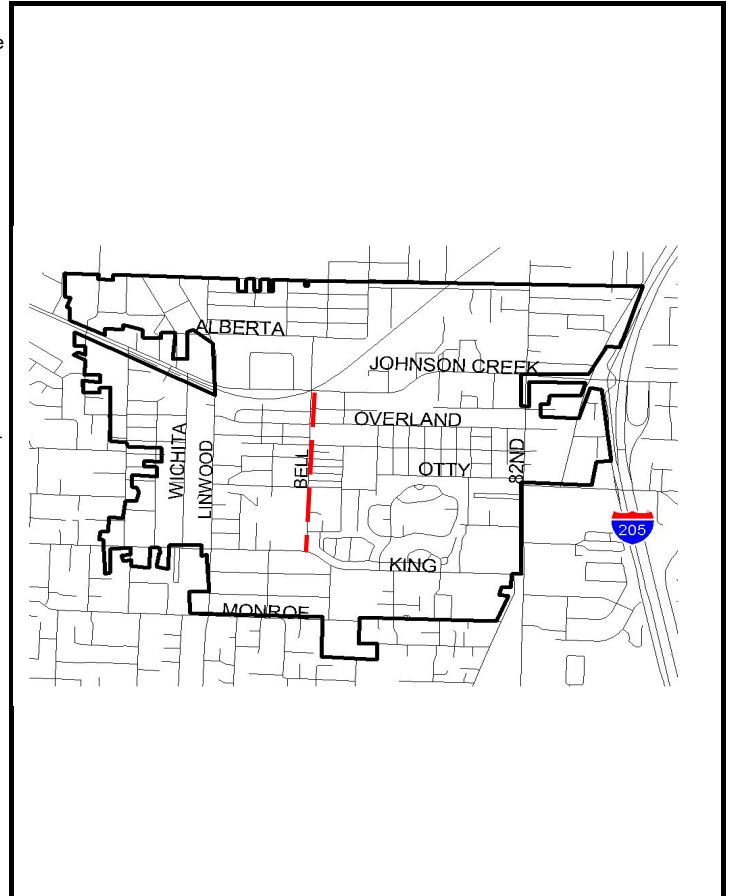 e
ALBERTA
JOHNSON CREEK
OVERLAND
WICHITA
LINWOOD
BELL
OTTY
82ND
205
KING
MONROE